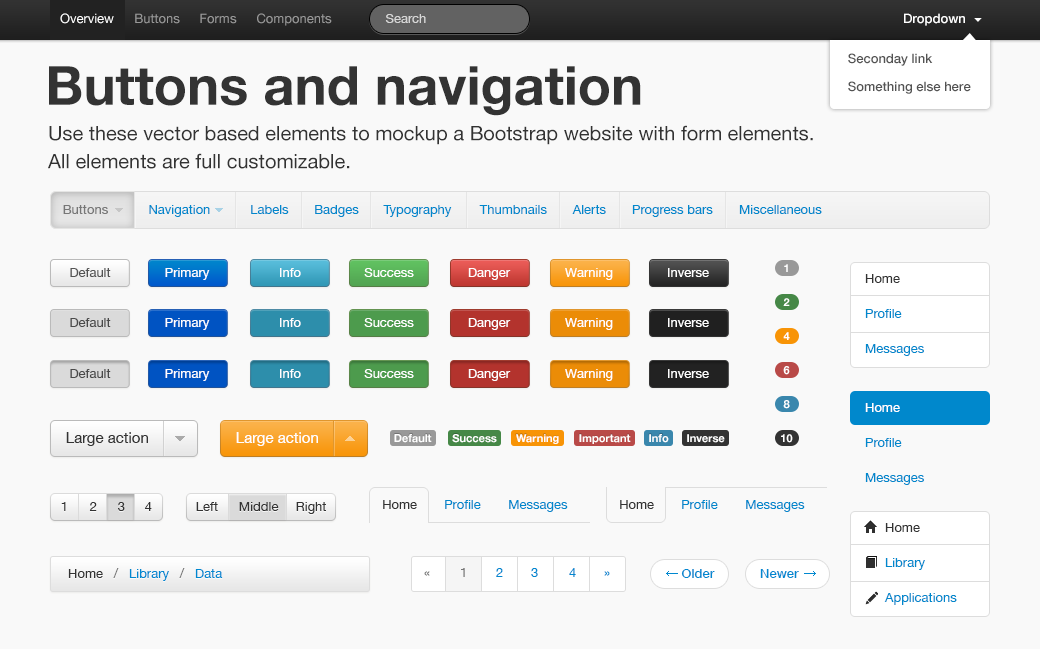 Overview Buttons Forms Components Search Dropdown
Seconday link
Something else here
Buttons and navigation
Use these vector based elements to mockup a Bootstrap website with form elements.
All elements are full customizable.
Buttons Navigation Labels Badges Typography Thumbnails Alerts Progress bars Miscellaneous
Default Primary Info Success Danger Warning Inverse 1
Default Primary Info Success Danger Warning Inverse 2
4
Default Primary Info Success Danger Warning Inverse 6
8
Large action Large action Default Success Warning Important Info Inverse 10
Home
Profile
Messages
Home
Profile
Messages
1 2 3 4 Left Middle Right Home Profile Messages Home Profile Messages
Home / Library / Data « 1 2 3 4 » ← Older Newer →
Home
Library
Applications